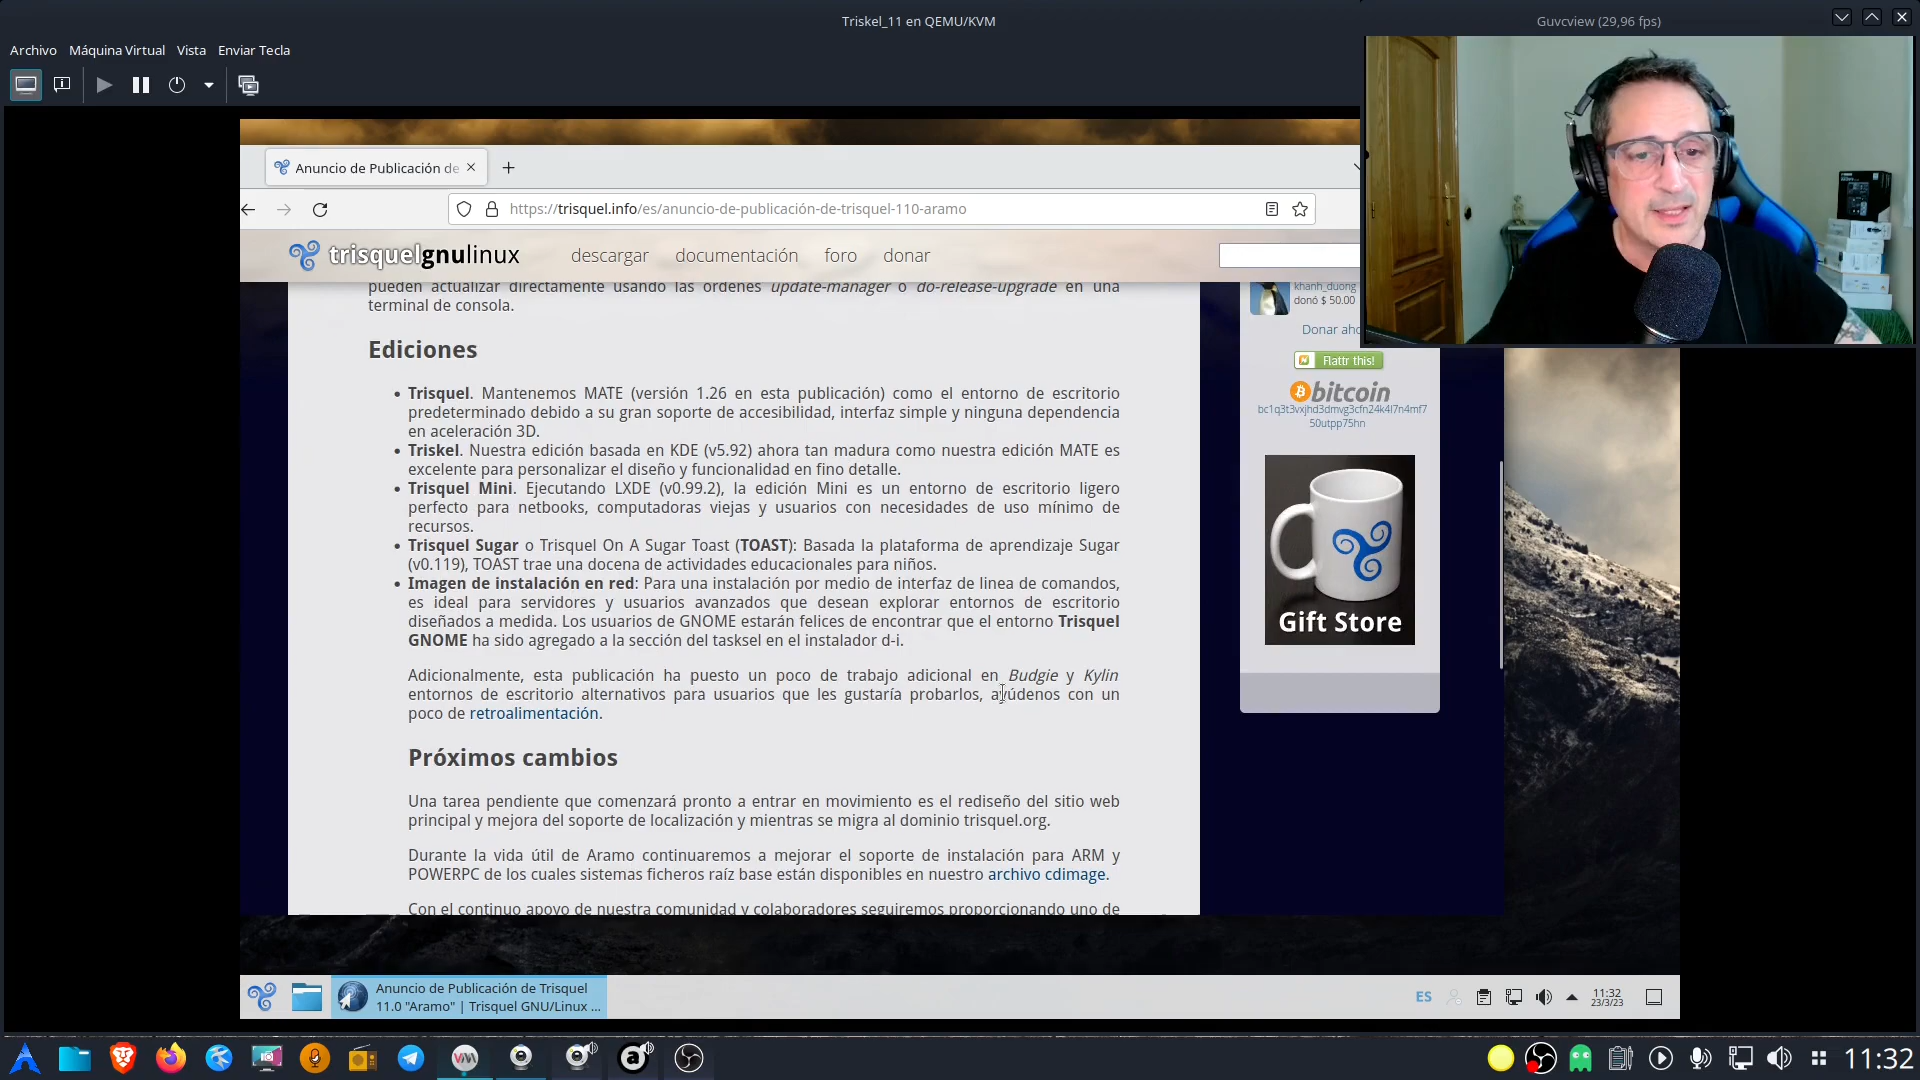 Triskel_11 en QEMU/KVM
Guvcview (29,96 fps)
Archivo Máquina Virtual Vista Enviar Tecla
Anuncio de Publicación de
https://trisquel.info/es/anuncio-de-publicación-de-trisquel-110-aramo
trisquelgnulinux descargar documentación foro donar
pueden actualizar directamente usando las órdenes update-manager o do-release-upgrade en una
terminal de consola.
Ediciones
• Trisquel. Mantenemos MATE (versión 1.26 en esta publicación) como el entorno de escritorio
predeterminado debido a su gran soporte de accesibilidad, interfaz simple y ninguna dependencia
en aceleración 3D.
• Triskel. Nuestra edición basada en KDE (v5.92) ahora tan madura como nuestra edición MATE es
excelente para personalizar el diseño y funcionalidad en fino detalle.
• Trisquel Mini. Ejecutando LXDE (v0.99.2), la edición Mini es un entorno de escritorio ligero
perfecto para netbooks, computadoras viejas y usuarios con necesidades de uso mínimo de
recursos.
• Trisquel Sugar o Trisquel On A Sugar Toast (TOAST): Basada la plataforma de aprendizaje Sugar
(v0.119), TOAST trae una docena de actividades educacionales para niños.
• Imagen de instalación en red: Para una instalación por medio de interfaz de linea de comandos,
es ideal para servidores y usuarios avanzados que desean explorar entornos de escritorio
diseñados a medida. Los usuarios de GNOME estarán felices de encontrar que el entorno Trisquel
GNOME ha sido agregado a la sección del tasksel en el instalador d-i.
Adicionalmente, esta publicación ha puesto un poco de trabajo adicional en Budgie y Kylin
entornos de escritorio alternativos para usuarios que les gustaría probarlos, ayúdenos con un
poco de retroalimentación.
Próximos cambios
Una tarea pendiente que comenzará pronto a entrar en movimiento es el rediseño del sitio web
principal y mejora del soporte de localización y mientras se migra al dominio trisquel.org.
Durante la vida útil de Aramo continuaremos a mejorar el soporte de instalación para ARM y
POWERPC de los cuales sistemas ficheros raíz base están disponibles en nuestro archivo cdimage.
Con el continuo apoyo de nuestra comunidad y colaboradores seguiremos proporcionando uno de
khanh_duong
donó $ 50.00
Donar aho
Flattr this!
bitcoin
bc1q3t3vxjhd3dmvg3cfn24k4l7n4mf7
50utpp75hn
Gift Store
Anuncio de Publicación de Trisquel
11.0 "Aramo" | Trisquel GNU/Linux ...
ES
11:32
23/3/23
11:32